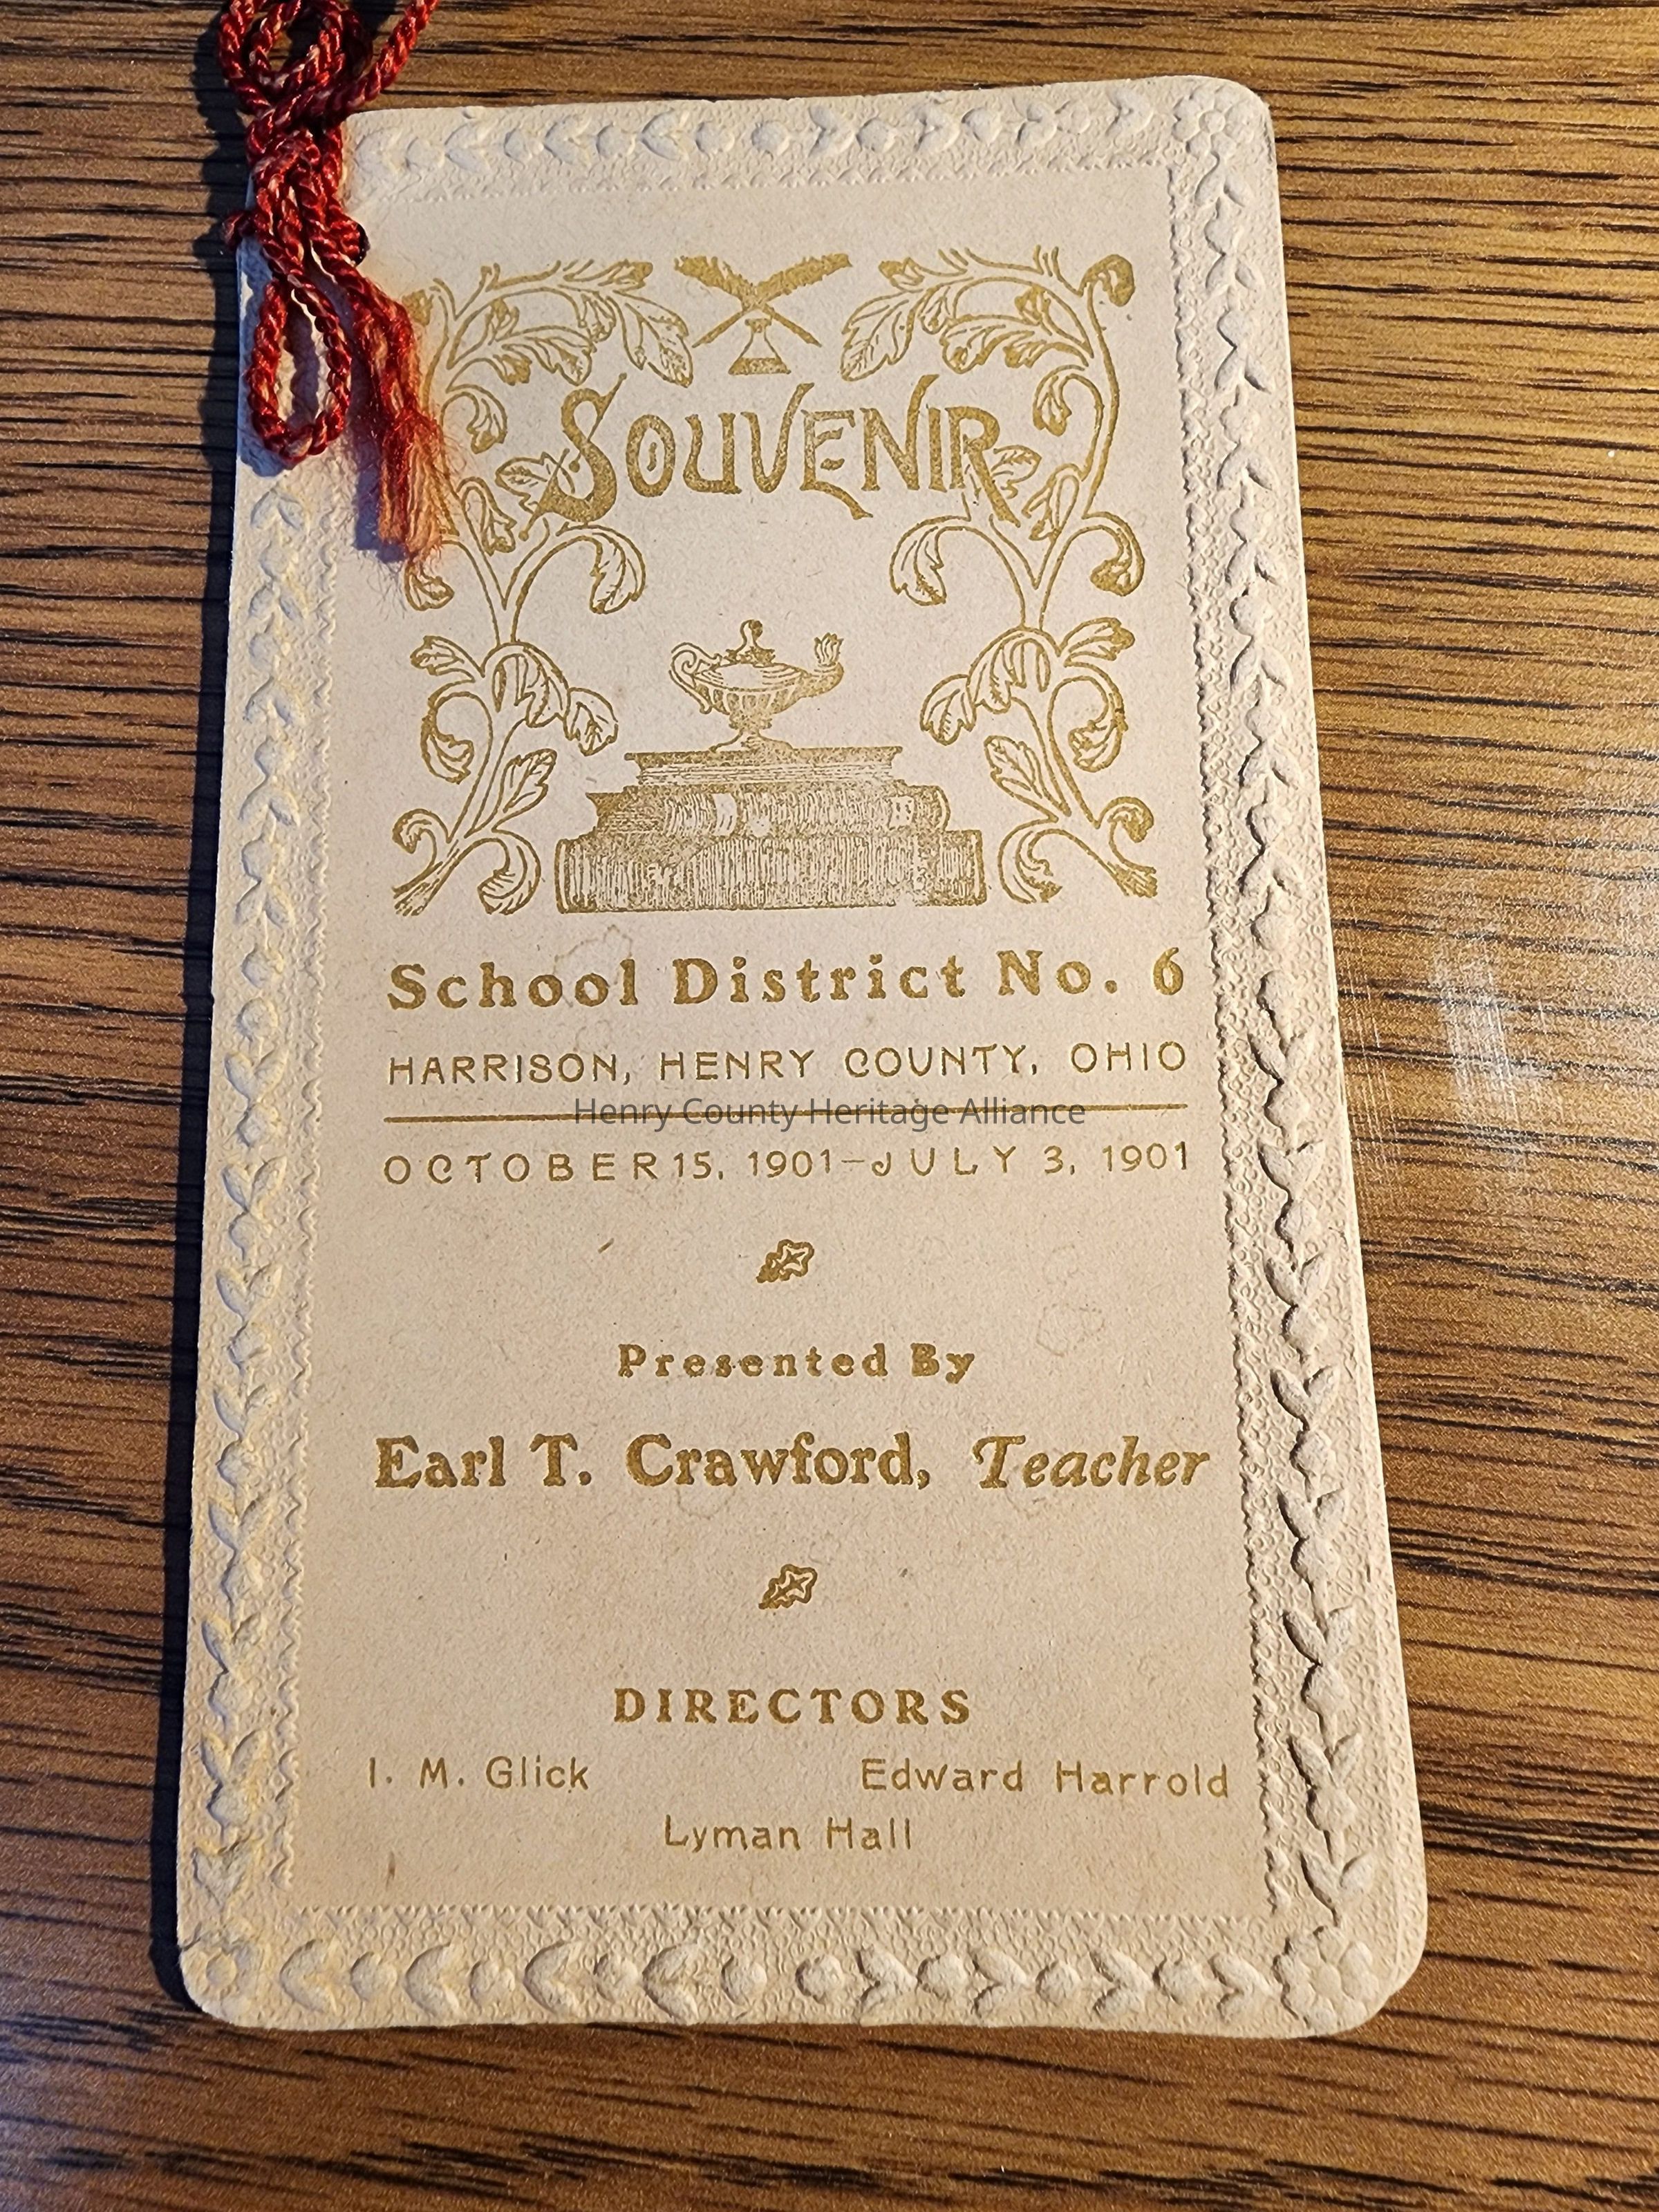 SOUVENIR
School District No. 6
HARRISON, HENRY COUNTY, OHIO
Henry County Heritage Alliance
OCTOBER 15, 1901–JULY 3, 1901
Presented By
Earl T. Crawford, Teacher
DIRECTORS
I. M. Glick Edward Harrold
Lyman Hall